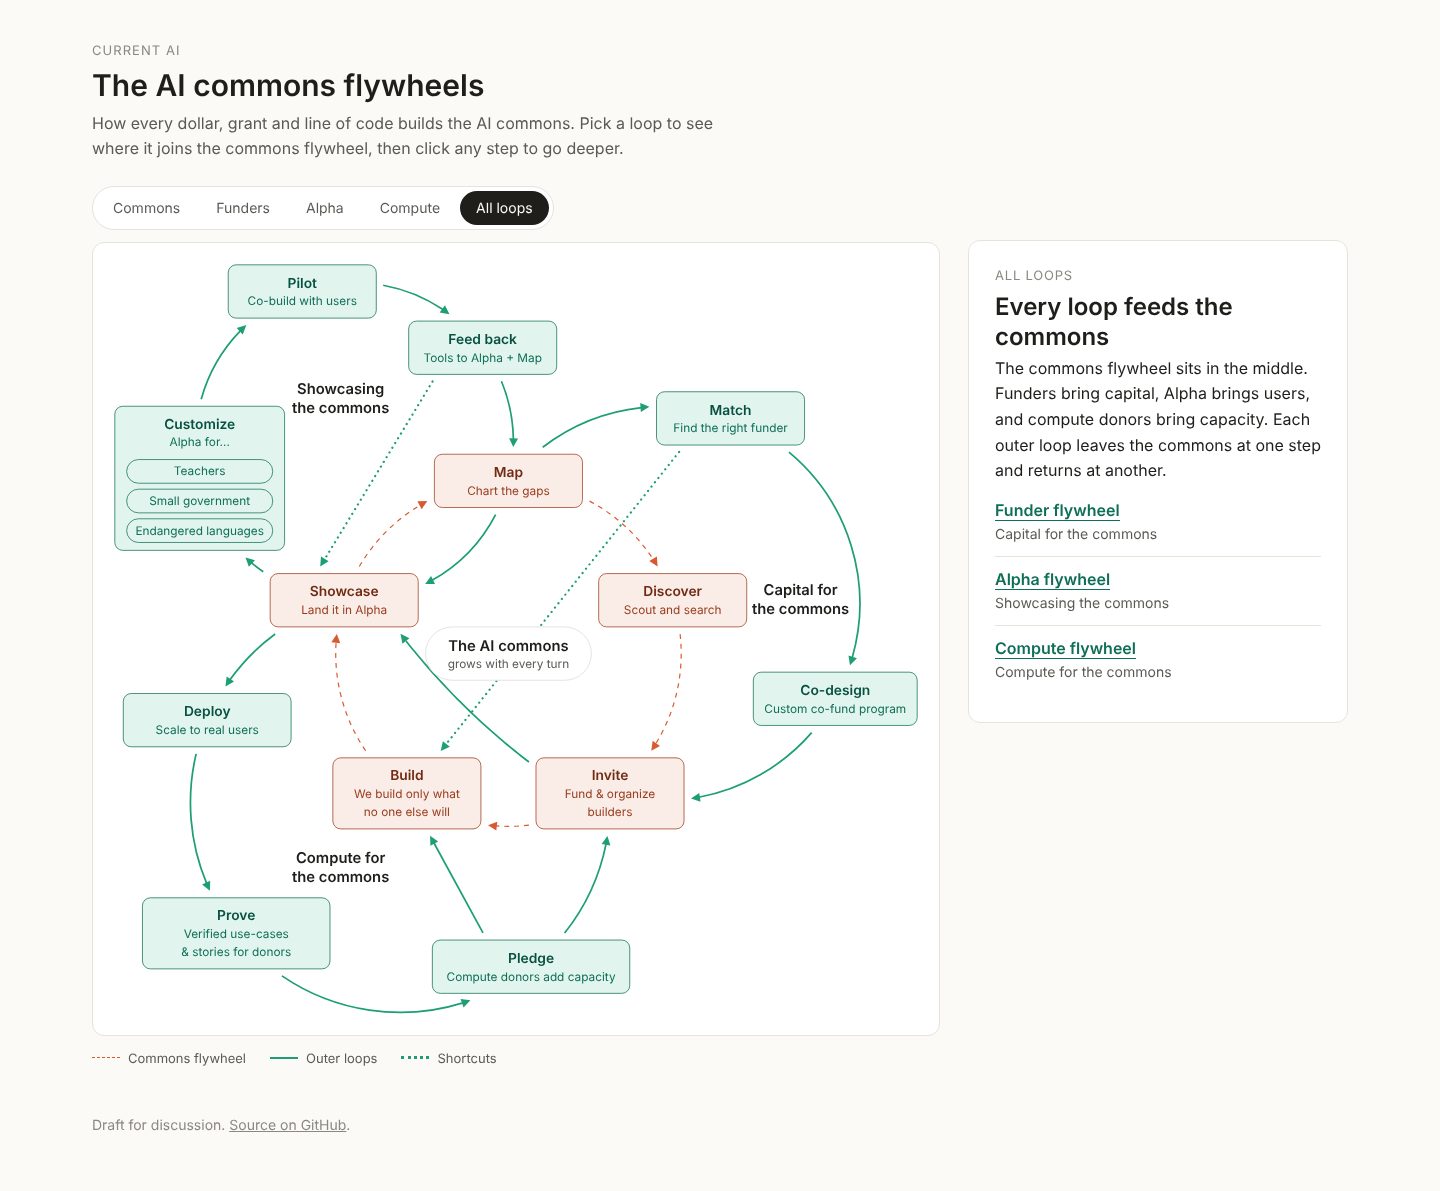 CURRENT AI
The AI commons flywheels
How every dollar, grant and line of code builds the AI commons. Pick a loop to see
where it joins the commons flywheel, then click any step to go deeper.
Commons
Funders
Alpha
Compute
All loops
Pilot
Co-build with users
Feed back
Tools to Alpha + Map
Showcasing
the commons
Match
Find the right funder
Customize
Alpha for...
Teachers
Small government
Endangered languages
Map
Chart the gaps
Showcase
Land it in Alpha
Discover
Scout and search
Capital for
the commons
The AI commons
grows with every turn
Co-design
Custom co-fund program
Deploy
Scale to real users
Build
We build only what
no one else will
Invite
Fund & organize
builders
Compute for
the commons
Prove
Verified use-cases
& stories for donors
Pledge
Compute donors add capacity
Commons flywheel
Outer loops
Shortcuts
ALL LOOPS
Every loop feeds the
commons
The commons flywheel sits in the middle.
Funders bring capital, Alpha brings users,
and compute donors bring capacity. Each
outer loop leaves the commons at one step
and returns at another.
Funder flywheel
Capital for the commons
Alpha flywheel
Showcasing the commons
Compute flywheel
Compute for the commons
Draft for discussion. Source on GitHub.